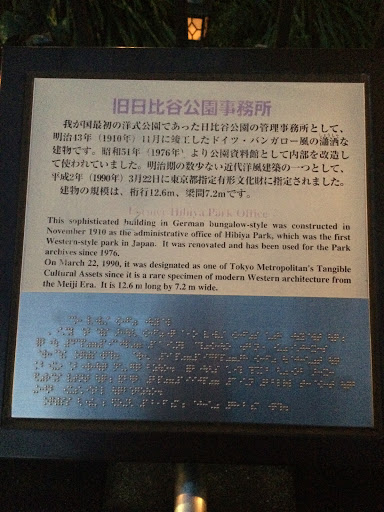 旧日比谷公園事務所
我が国最初の洋式公園であった日比谷公園の管理事務所として、
明治43年（1910年）11月に竣工したドイツ・バンガロー風の瀟洒な
建物です。昭和51年（1976年）より公園資料館として内部を改造し
て使われていました。明治期の数少ない近代洋風建築の一つとして、
平成2年（1990年）3月22日に東京都指定有形文化財に指定されました。
建物の規模は、桁行12.6m、梁間7.2mです。
Former Hibiya Park Office
This sophisticated building in German bungalow-style was constructed in
November 1910 as the administrative office of Hibiya Park, which was the first
Western-style park in Japan. It was renovated and has been used for the Park
archives since 1976.
On March 22, 1990, it was designated as one of Tokyo Metropolitan's Tangible
Cultural Assets since it is a rare specimen of modern Western architecture from
the Meiji Era. It is 12.6 m long by 7.2 m wide.